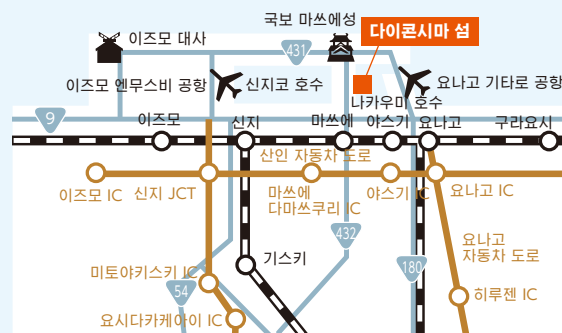 국보 마쓰에성
다이콘시마 섬
이즈모 대사
431
이즈모 엔무스비 공항
신지코 호수
요나고 기타로 공항
나카우미 호수
9
이즈모
신지
마쓰에
야스기
요나고
구라요시
산인 자동차 도로
이즈모 IC
신지 JCT
마쓰에
다마쓰쿠리 IC
야스기 IC
요나고 IC
432
요나고
자동차 도로
기스키
180
미토야키스키 IC
54
히루젠 IC
요시다카케아이 IC